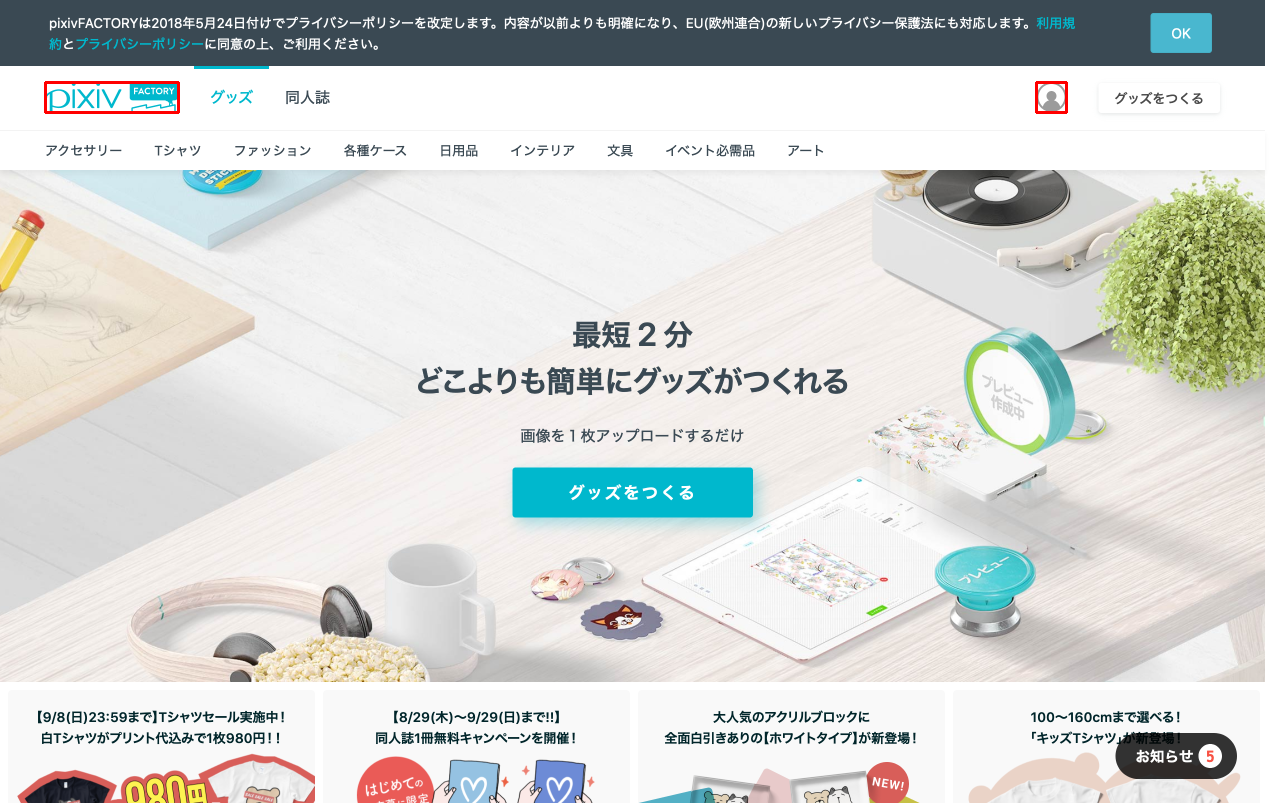 pixivFACTORYは2018年5月24日付けでプライバシーポリシーを改定します。内容が以前よりも明確になり、EU(欧州連合)の新しいプライバシー保護法にも対応します。利用規
約とプライバシーポリシーに同意の上、ご利用ください。
OK
pixiv FACTORY
グッズ
同人誌
グッズをつくる
アクセサリー
Tシャツ
ファッション
各種ケース
日用品
インテリア
文具
イベント必需品
アート
最短2分
どこよりも簡単にグッズがつくれる
画像を1枚アップロードするだけ
グッズをつくる
プレビュー
作成中
プレビュー
【9/8(日)23:59まで】Tシャツセール実施中!
白Tシャツがプリント代込みで1枚980円!!
980円
【8/29(木)〜9/29(日)まで!!】
同人誌1冊無料キャンペーンを開催!
はじめての
大人気のアクリルブロックに
全面白引きありの【ホワイトタイプ】が新登場!
NEW!
100〜160cmまで選べる!
「キッズTシャツ」が新登場!
お知らせ 5